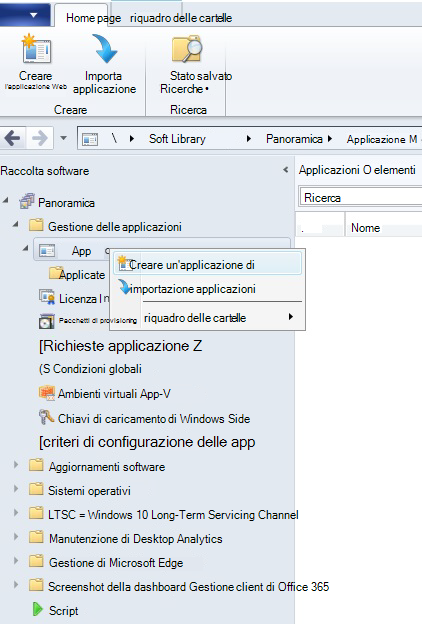 Home page riquadro delle cartelle
Creare
l'applicazione Web
Importa
applicazione
Stato salvato
Ricerche
Creare
Ricerca
\ Soft Library Panoramica Applicazione M
Raccolta software
Applicazioni O elementi
Ricerca
Panoramica
Gestione delle applicazioni
Nome
App
Creare un'applicazione di
Applicate
importazione applicazioni
Licenza In
Pacchetti di provisioning
riquadro delle cartelle
[Richieste applicazione Z
(S Condizioni globali
Ambienti virtuali App-V
Chiavi di caricamento di Windows Side
[criteri di configurazione delle app
Aggiornamenti software
Sistemi operativi
LTSC = Windows 10 Long-Term Servicing Channel
Manutenzione di Desktop Analytics
Gestione di Microsoft Edge
Screenshot della dashboard Gestione client di Office 365
Script